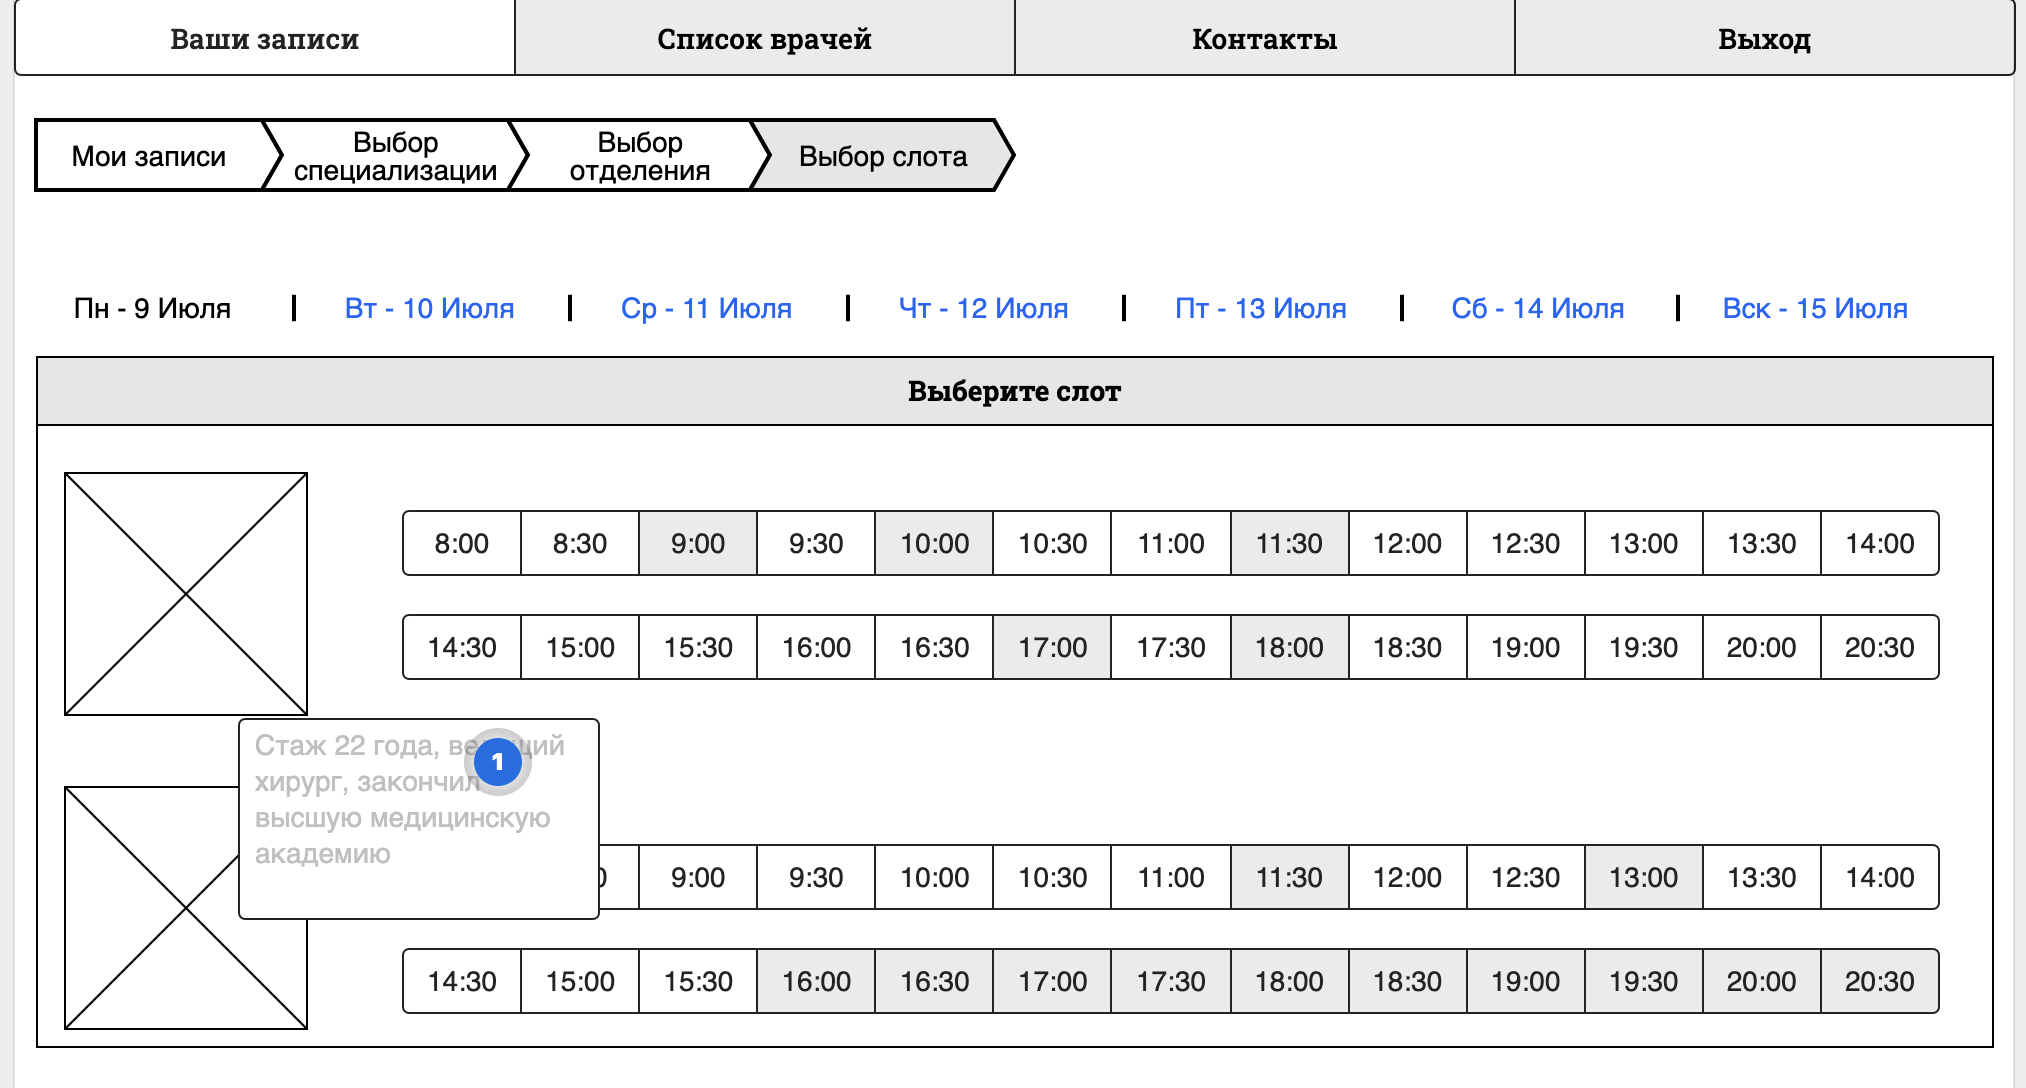 Ваши записи
Список врачей
Контакты
Выход
Мои записи
Выбор
специализации
Выбор
отделения
Выбор слота
Пн - 9 Июля
Вт - 10 Июля
Ср - 11 Июля
Чт - 12 Июля
Пт - 13 Июля
Сб - 14 Июля
Вск - 15 Июля
Выберите слот
8:00 8:30 9:00 9:30 10:00 10:30 11:00 11:30 12:00 12:30 13:00 13:30 14:00
14:30 15:00 15:30 16:00 16:30 17:00 17:30 18:00 18:30 19:00 19:30 20:00 20:30
Стаж 22 года,
1
хирург, закончил
высшую медицинскую
академию
9:00 9:30 10:00 10:30 11:00 11:30 12:00 12:30 13:00 13:30 14:00
14:30 15:00 15:30 16:00 16:30 17:00 17:30 18:00 18:30 19:00 19:30 20:00 20:30